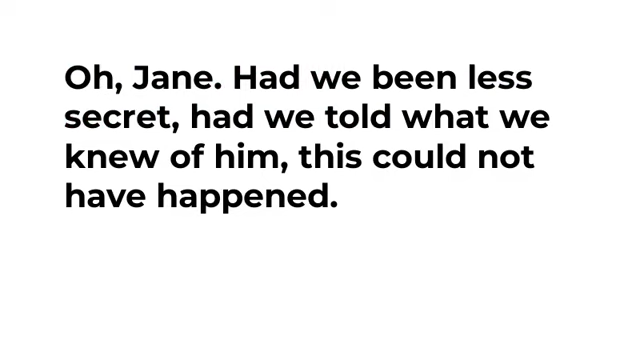 Oh, Jane. Had we been less
secret, had we told what we
knew of him, this could not
have happened.